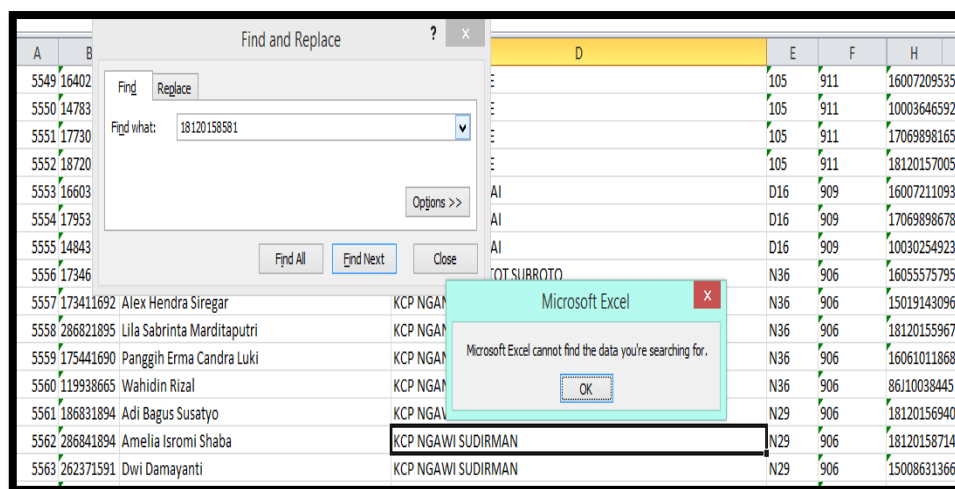 Find and Replace ? x
A B D E F H
5549 16402 105 911 16007209535
Find Replace
5550 14783 105 911 10003646592
Find what: 18120158581
5551 17730 105 911 17069898165
5552 18720 105 911 18120157005
5553 16603 AI D16 909 16007211093
Options >>
5554 17953 AI D16 909 17069898678
5555 14843 AI D16 909 10030254923
Find All Find Next Close
5556 17346 TOT SUBROTO N36 906 16055575795
5557 173411692 Alex Hendra Siregar KCP NGAN N36 906 15019143096
Microsoft Excel x
5558 286821895 Lila Sabrinta Marditaputri KCP NGAN N36 906 18120155967
5559 175441690 Panggih Erma Candra Luki KCP NGAN N36 906 16061011868
Microsoft Excel cannot find the data you're searching for.
5560 119938665 Wahidin Rizal KCP NGAN N36 906 86J10038445
OK
5561 186831894 Adi Bagus Susatyo KCP NGAW N29 906 18120156940
5562 286841894 Amelia Isromi Shaba KCP NGAWI SUDIRMAN N29 906 18120158714
5563 262371591 Dwi Damayanti KCP NGAWI SUDIRMAN N29 906 15008631366